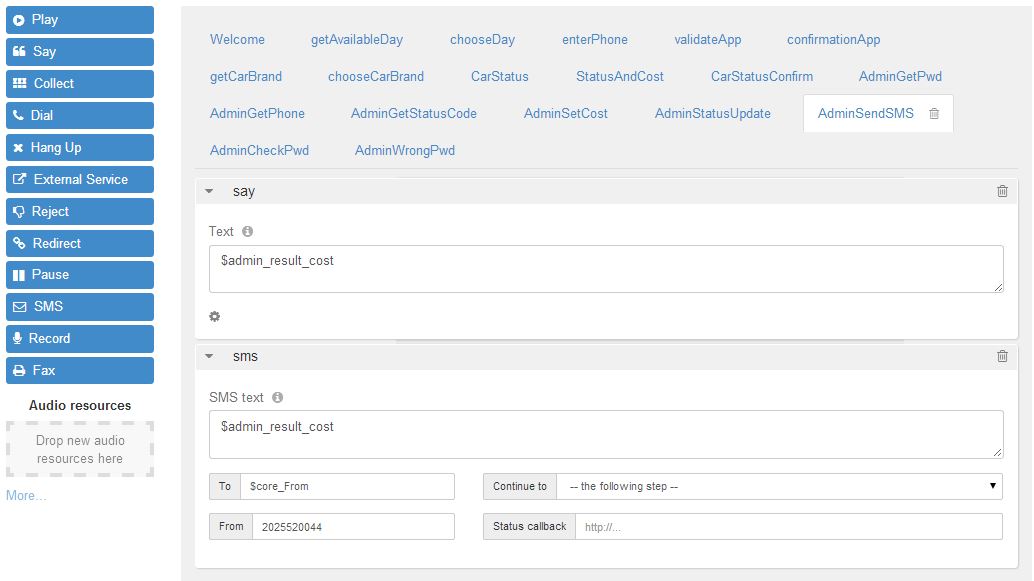 Play
Say
Collect
Dial
Hang Up
External Service
Reject
Redirect
Pause
SMS
Record
Fax
Audio resources
Drop new audio
resources here
More...
Welcome getAvailableDay chooseDay enterPhone validateApp confirmationApp
getCarBrand chooseCarBrand CarStatus StatusAndCost CarStatusConfirm AdminGetPwd
AdminGetPhone AdminGetStatusCode AdminSetCost AdminStatusUpdate AdminSendSMS
AdminCheckPwd AdminWrongPwd
say
Text
$admin_result_cost
sms
SMS text
$admin_result_cost
To $core_From Continue to -- the following step --
From 2025520044 Status callback http://...